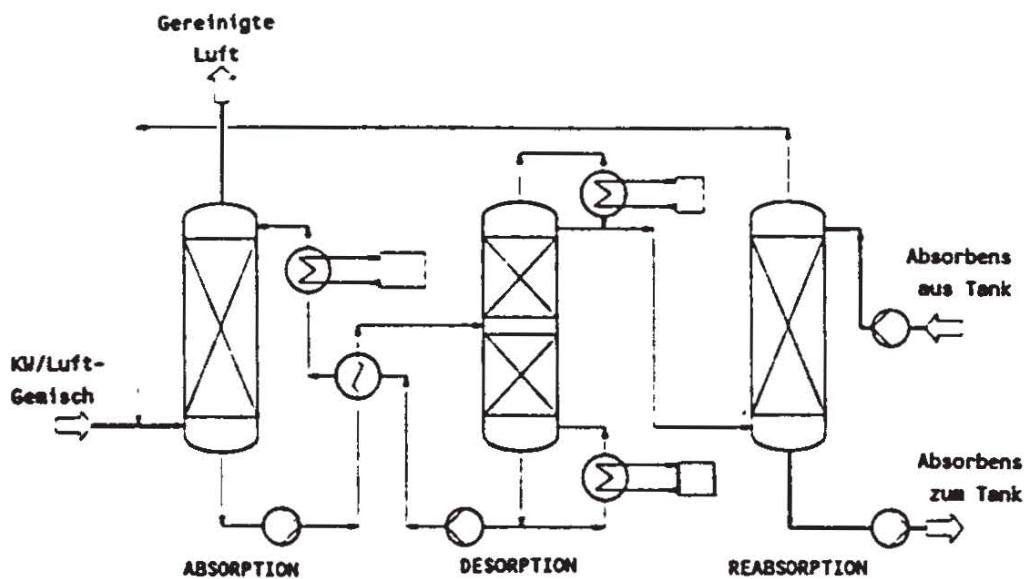 Gereinigte
Luft
Absorbens
aus Tank
KW/Luft-
Gemisch
Absorbens
zum Tank
ABSORPTION
DESORPTION
REABSORPTION